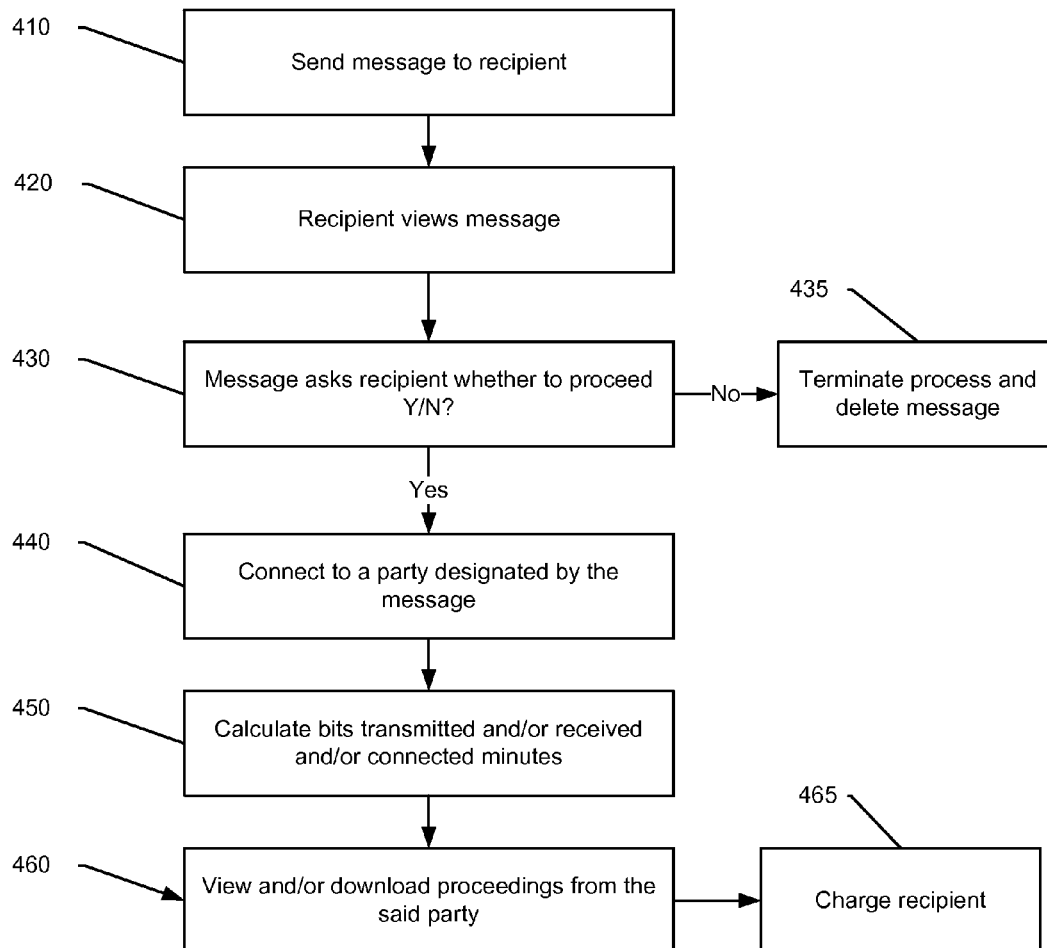 410
Send message to recipient
420
Recipient views message
435
430
Message asks recipient whether to proceed
Y/N?
No
Terminate process and
delete message
Yes
440
Connect to a party designated by the
message
450
Calculate bits transmitted and/or received
and/or connected minutes
465
460
View and/or download proceedings from the
said party
Charge recipient